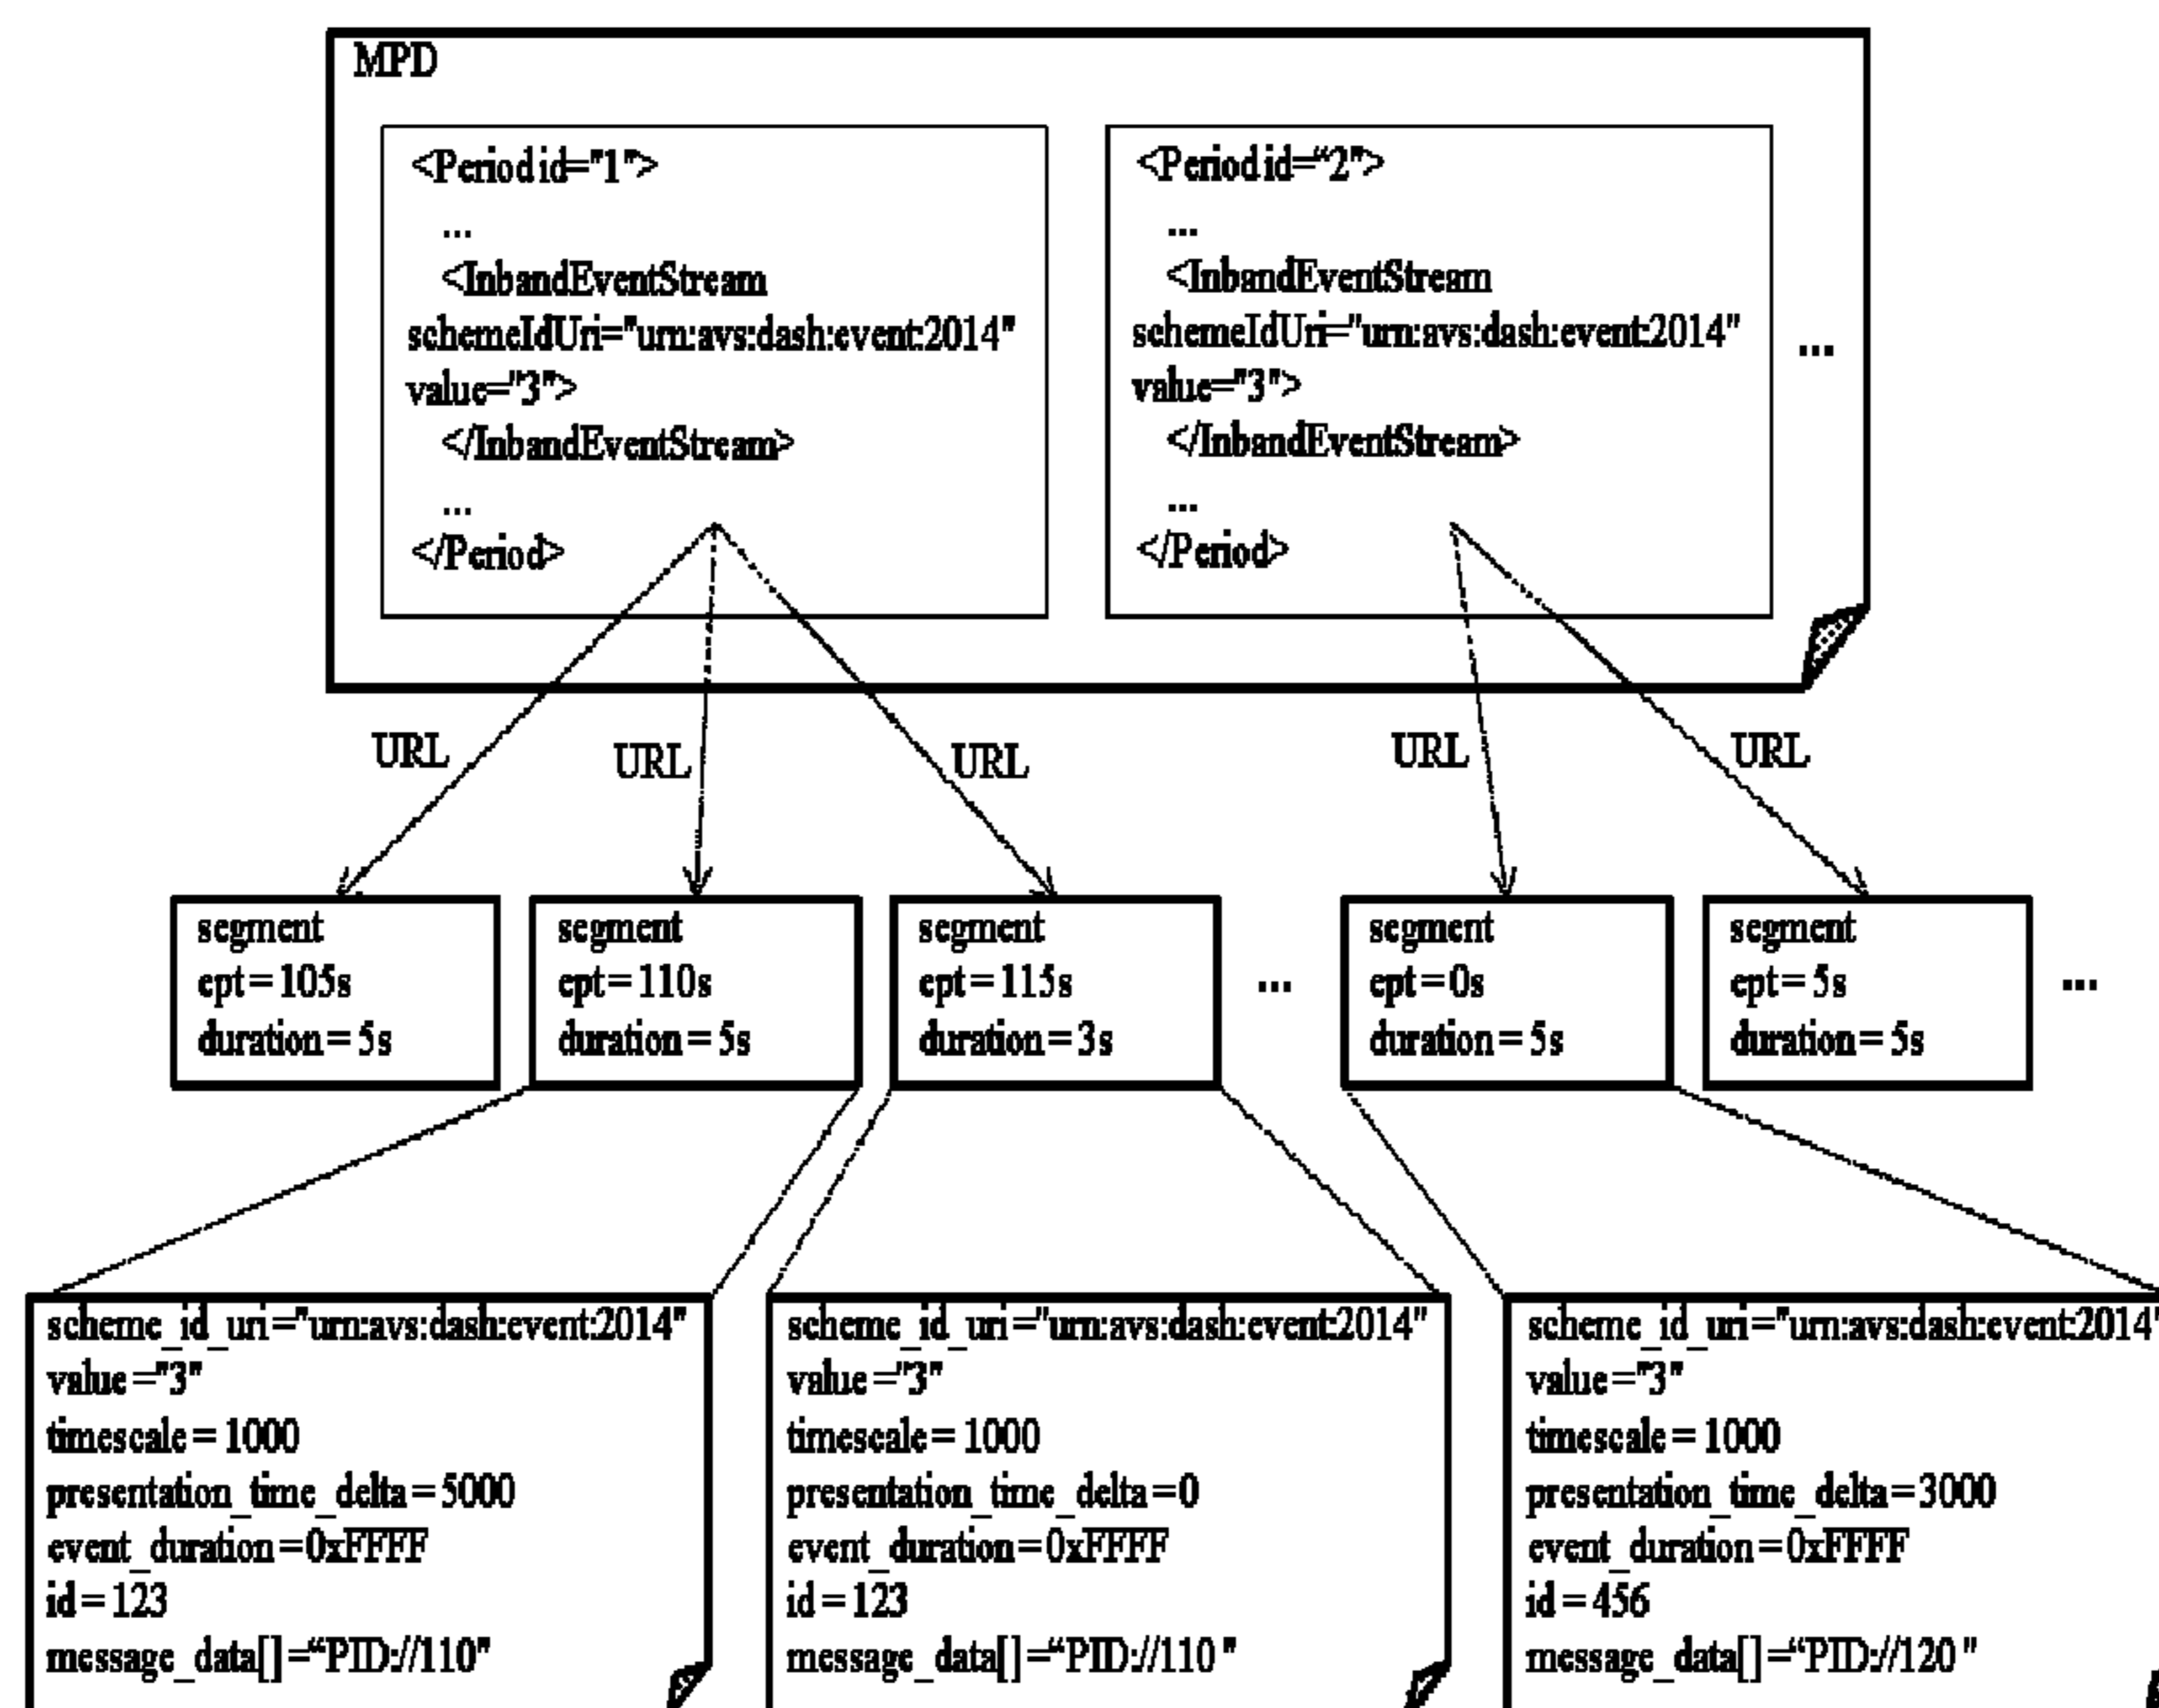 MPD
<Period id="1">
...
<InbandEventStream
schemeIdUri="urn:avs:dash:event:2014"
value="3">
</InbandEventStream>
...
</Period>
<Period id=“2”>
...
<InbandEventStream
schemeIdUri="urn:avs:dash:event:2014"
value="3">
</InbandEventStream>
...
</Period>
...
URL
URL
URL
URL
URL
segment
ept=105s
duration=5s
segment
ept=110s
duration=5s
segment
ept=115s
duration=3s
...
segment
ept=0s
duration=5s
segment
ept=5s
duration=5s
...
scheme_id_uri="urn:avs:dash:event:2014"
value="3"
timescale=1000
presentation_time_delta=5000
event_duration=0xFFFF
id=123
message_data[]=“PID://110"
scheme_id_uri="urn:avs:dash:event:2014"
value="3"
timescale=1000
presentation_time_delta=0
event_duration=0xFFFF
id=123
message_data[]=“PID://110 "
scheme_id_uri="urn:avs:dash:event:2014"
value="3"
timescale=1000
presentation_time_delta=3000
event_duration=0xFFFF
id=456
message_data[]=“PID://120 "